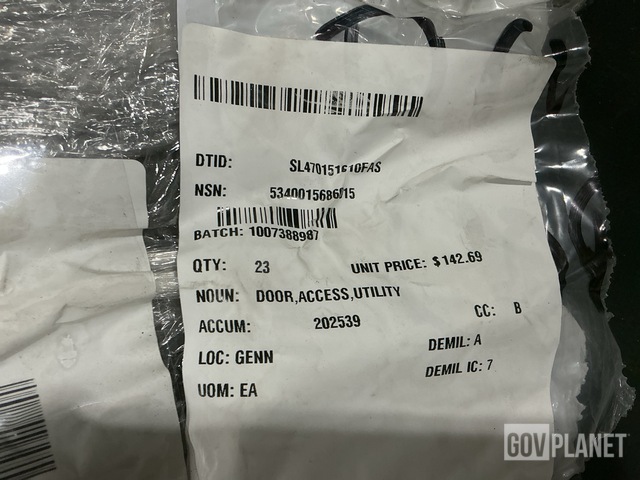 DTID: SL470151610FAS
NSN:
BATCH: 1007388987
QTY: 23 UNIT PRICE: $142.69
NOUN: DOOR,ACCESS,UTILITY
ACCUM: 202539 CC: B
LOC: GENN DEMIL: A
UOM: EA DEMIL IC: 7
GOVPLANET